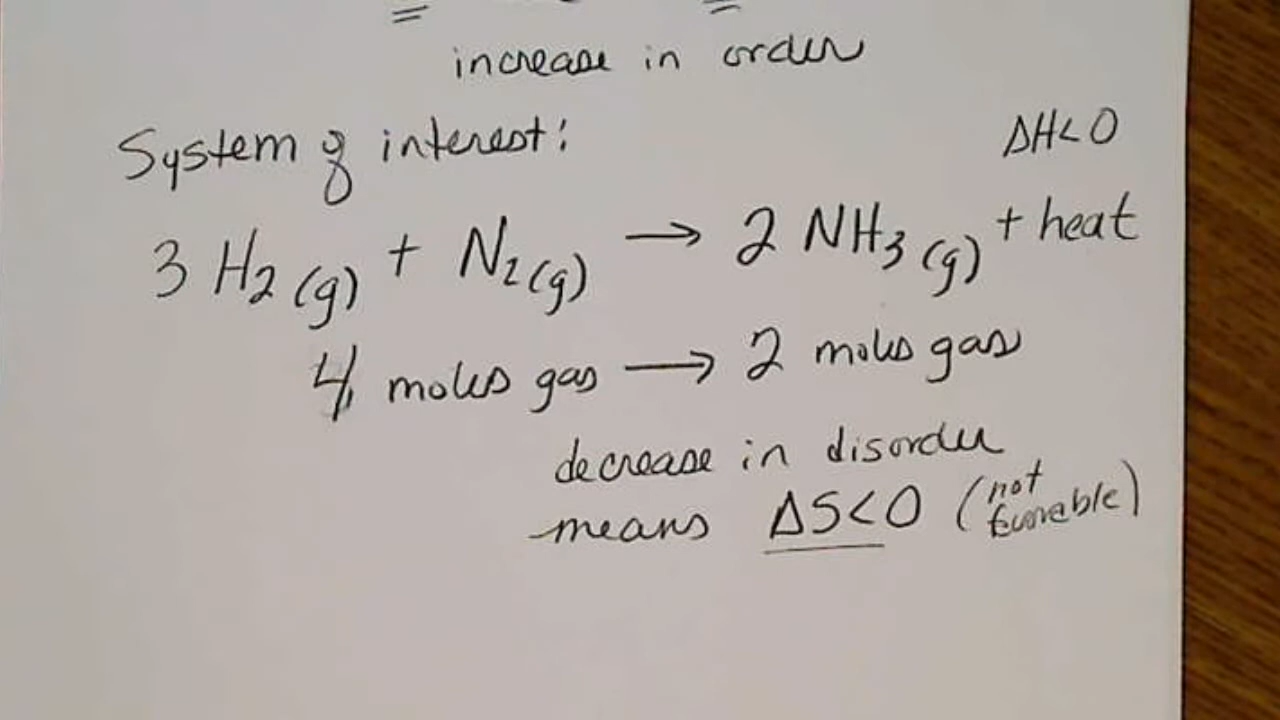 increase in order
System of interest:
ΔH<0
3 H₂ (g) + N₂ (g) → 2 NH₃ (g) + heat
4 moles gas → 2 moles gas
decrease in disorder
means ΔS<0 (not favorable)